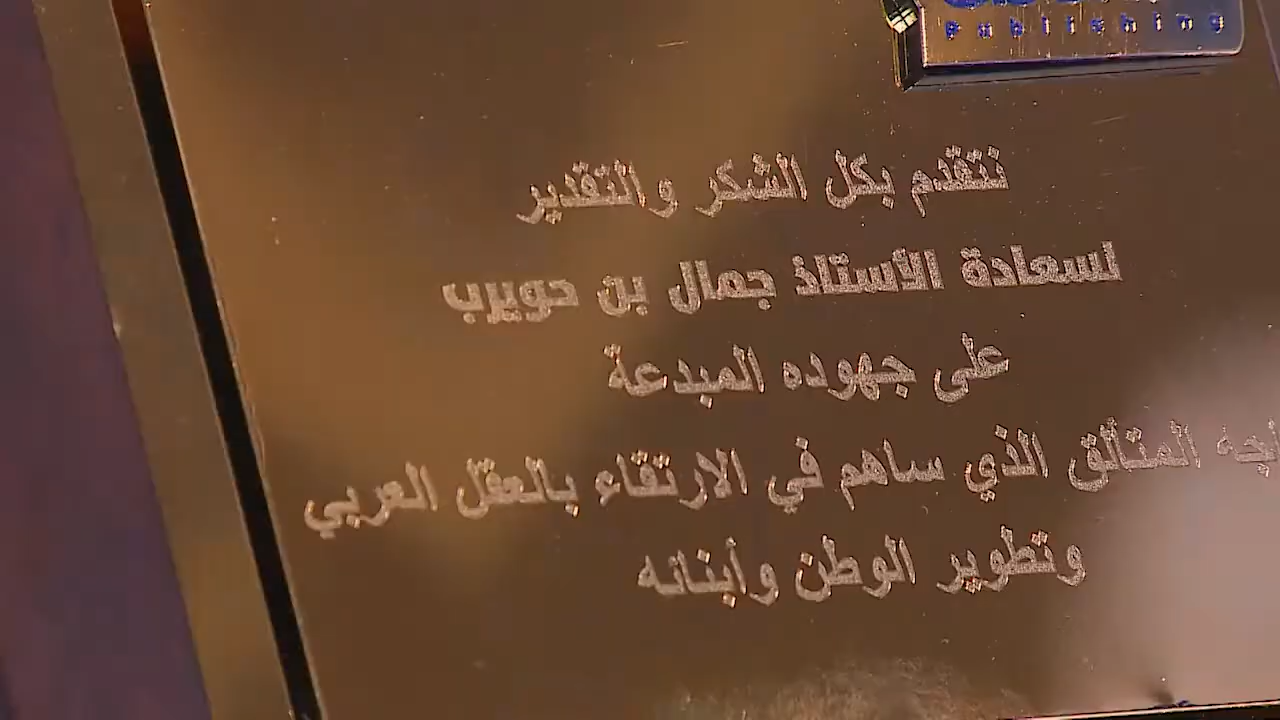 Publishing
نتقدم بكل الشكر والتقدير
لسعادة الأستاذ جمال بن حويرب
على جهوده المبدعة
المتألق الذي ساهم في الارتقاء بالعقل العربي
وتطوير الوطن وأبنائه